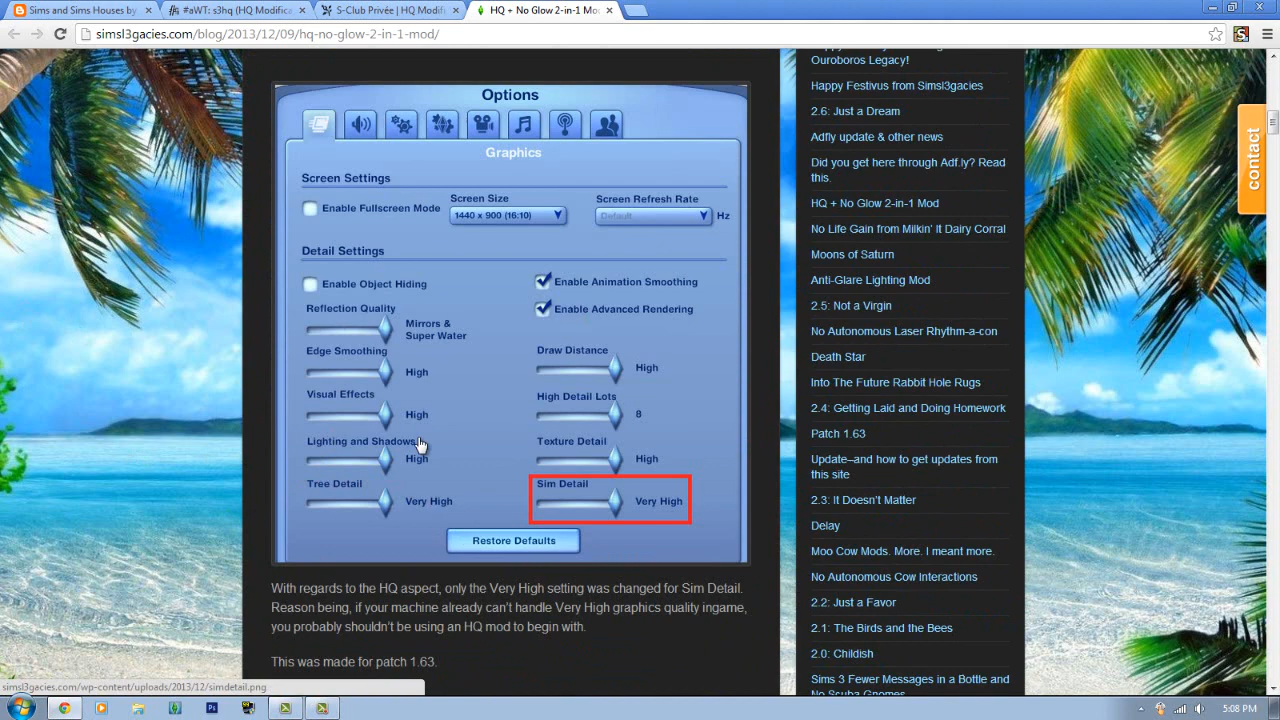 Sims and Sims Houses by
#aWT: s3hq (HQ Modifica
S-Club Privée | HQ Modifi
HQ + No Glow 2-in-1 Mo
simsl3gacies.com/blog/2013/12/09/hq-no-glow-2-in-1-mod/
Options
Graphics
Screen Settings
Enable Fullscreen Mode
Screen Size
1440 x 900 (16:10)
Screen Refresh Rate
Default
Hz
Detail Settings
Enable Object Hiding
Enable Animation Smoothing
Reflection Quality
Mirrors &
Super Water
Enable Advanced Rendering
Edge Smoothing
High
Draw Distance
High
Visual Effects
High
High Detail Lots
8
Lighting and Shadows
High
Texture Detail
High
Tree Detail
Very High
Sim Detail
Very High
Restore Defaults
With regards to the HQ aspect, only the Very High setting was changed for Sim Detail.
Reason being, if your machine already can't handle Very High graphics quality ingame,
you probably shouldn't be using an HQ mod to begin with.
This was made for patch 1.63.
Ouroboros Legacy!
Happy Festivus from Simsl3gacies
2.6: Just a Dream
Adfly update & other news
Did you get here through Adf.ly? Read
this.
HQ + No Glow 2-in-1 Mod
No Life Gain from Milkin' It Dairy Corral
Moons of Saturn
Anti-Glare Lighting Mod
2.5: Not a Virgin
No Autonomous Laser Rhythm-a-con
Death Star
Into The Future Rabbit Hole Rugs
2.4: Getting Laid and Doing Homework
Patch 1.63
Update–and how to get updates from
this site
2.3: It Doesn't Matter
Delay
Moo Cow Mods. More. I meant more.
No Autonomous Cow Interactions
2.2: Just a Favor
2.1: The Birds and the Bees
2.0: Childish
Sims 3 Fewer Messages in a Bottle and
No Scuba Gnomes
contact
simsl3gacies.com/wp-content/uploads/2013/12/simdetail.png
Ps
5:08 PM